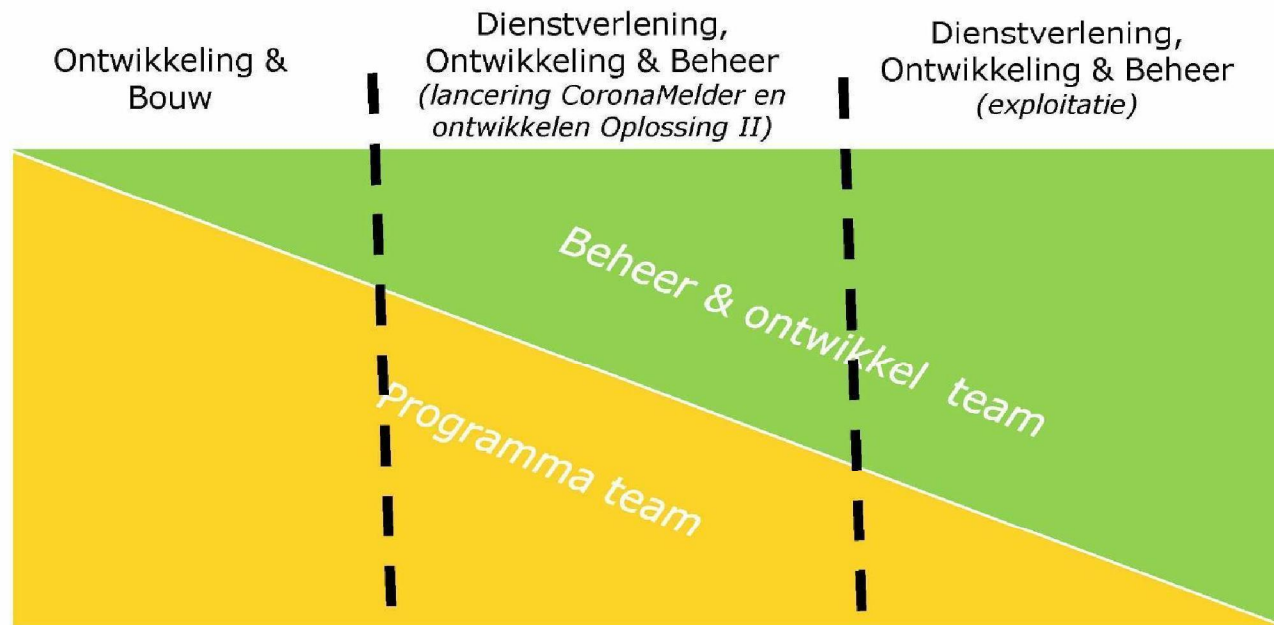 Ontwikkeling &
Bouw
Dienstverlening,
Ontwikkeling & Beheer
(lancering CoronaMelder en
ontwikkelen Oplossing II)
Dienstverlening,
Ontwikkeling & Beheer
(exploitatie)
Beheer & ontwikkel team
Programma team